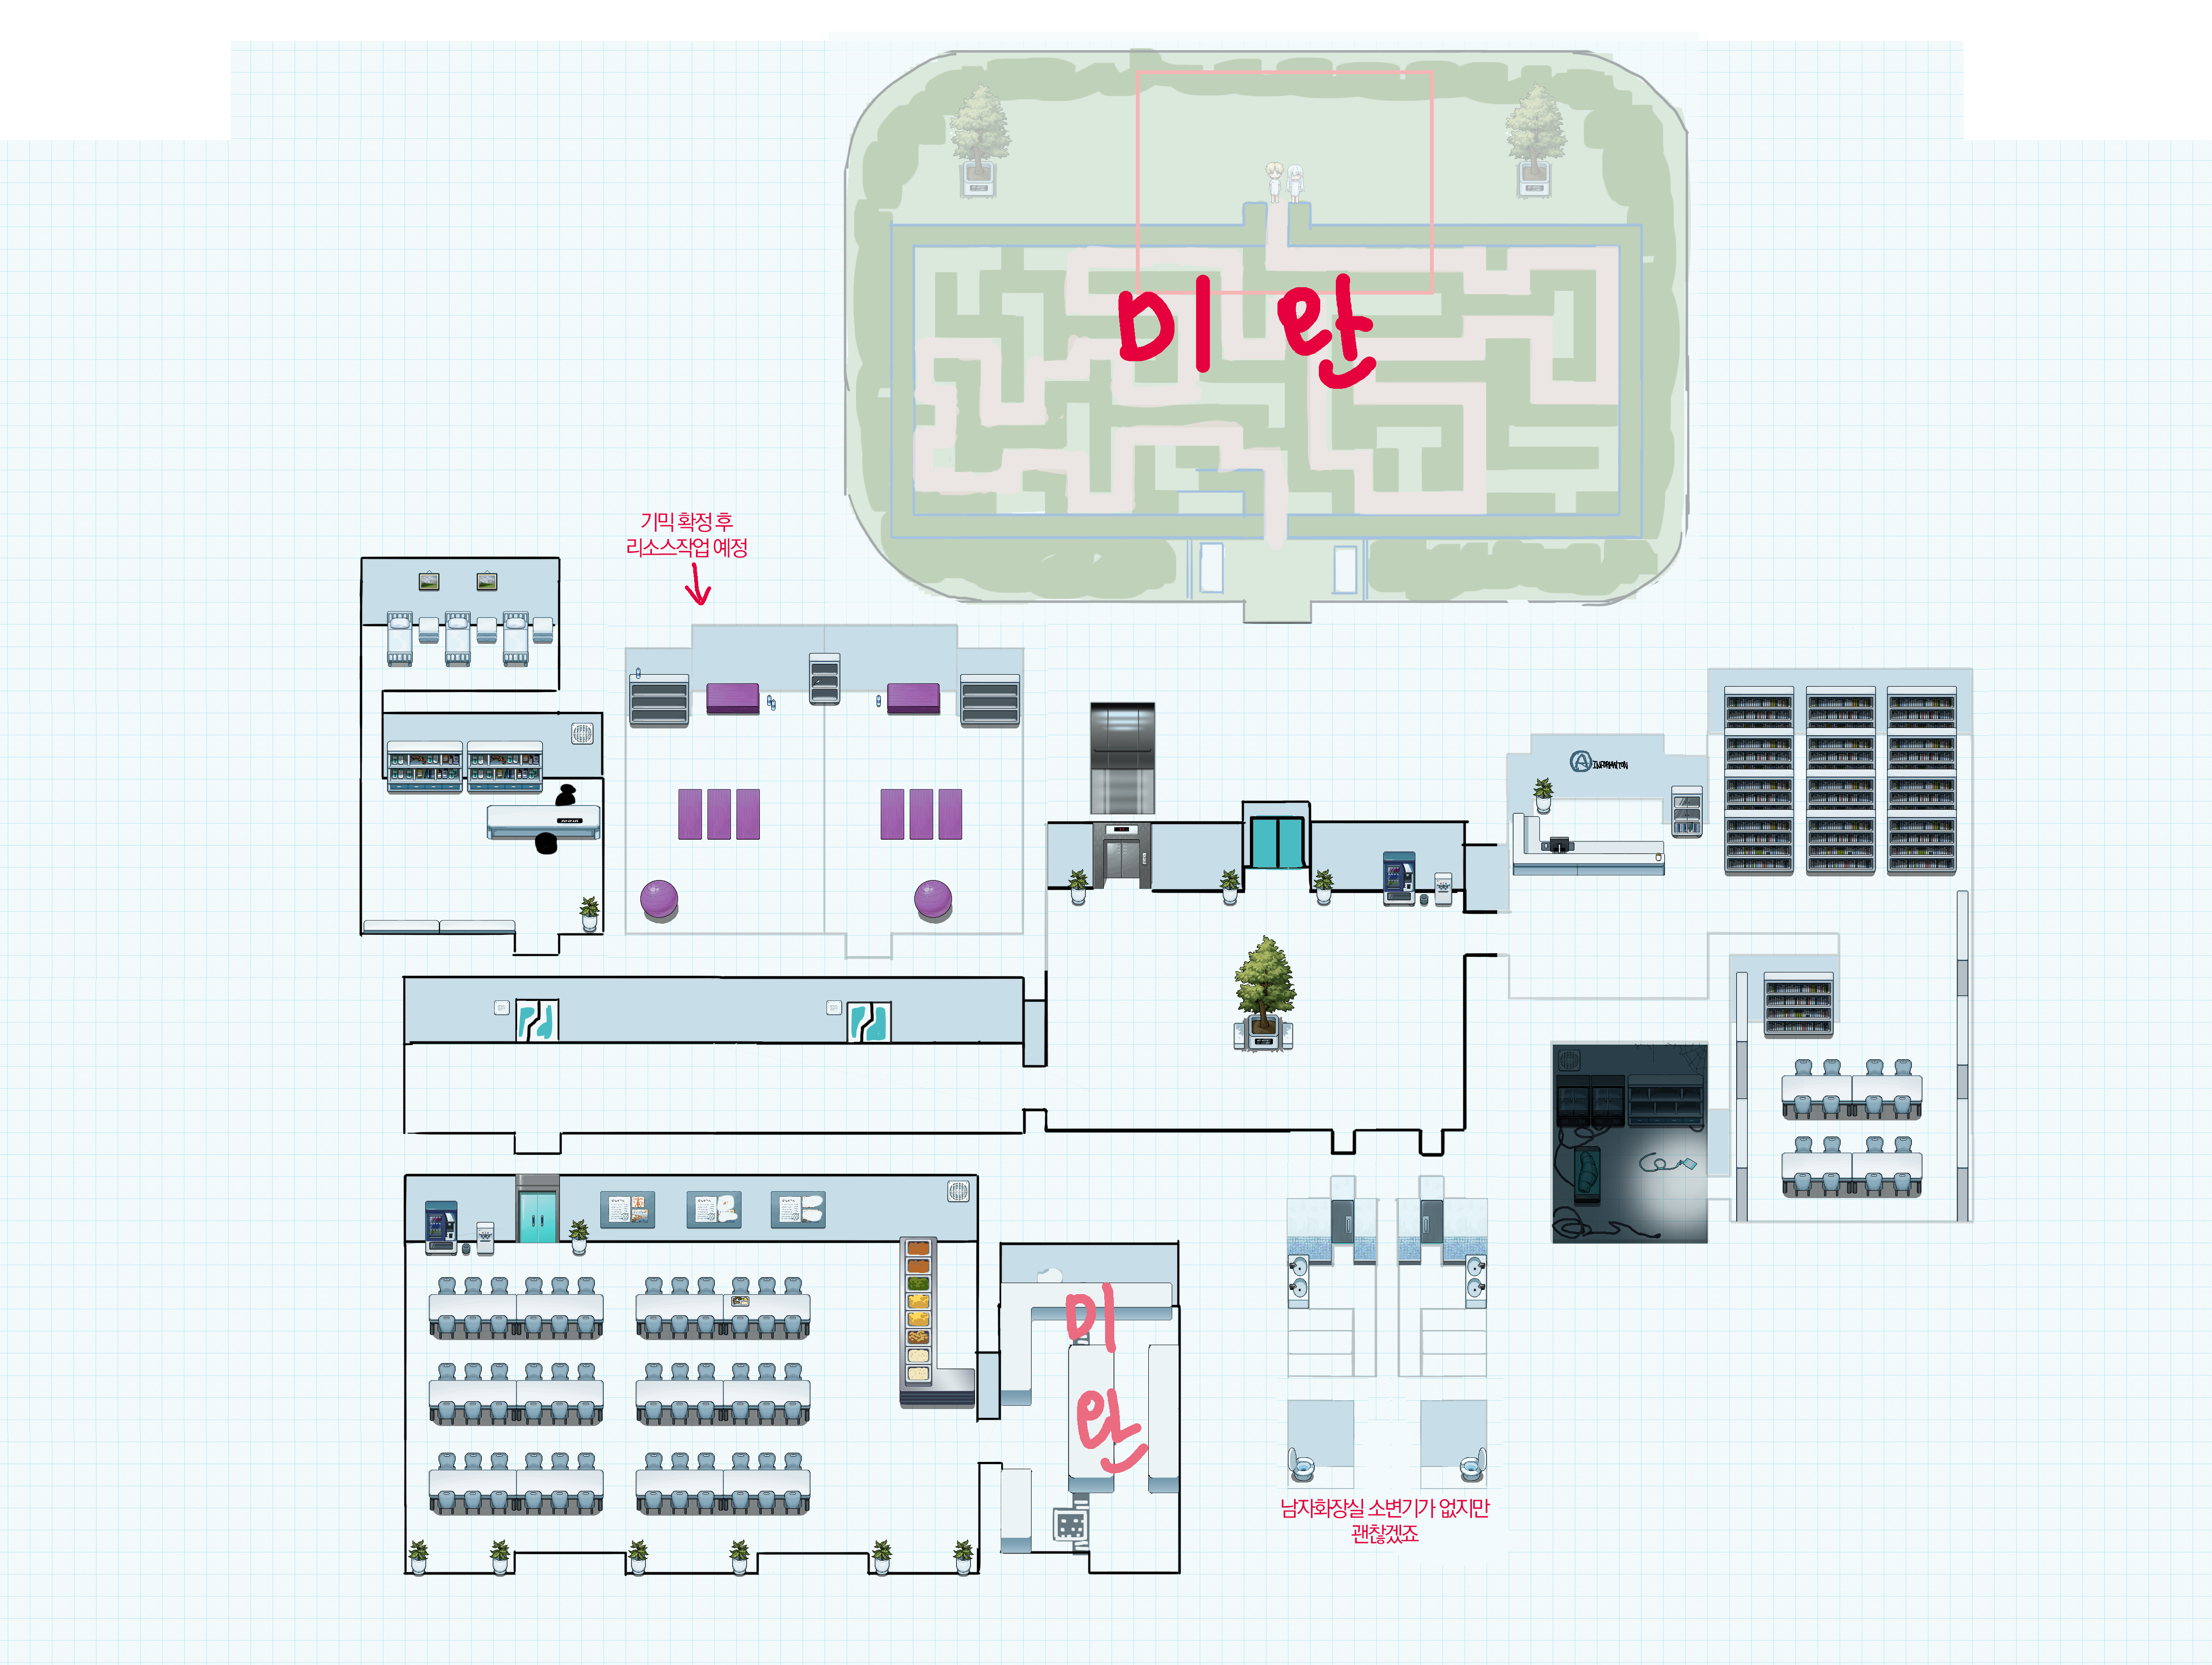 미완
기믹 확정 후
리소스작업 예정
A INFORMAITON
미
완
남자화장실 소변기가 없지만
괜찮겠죠